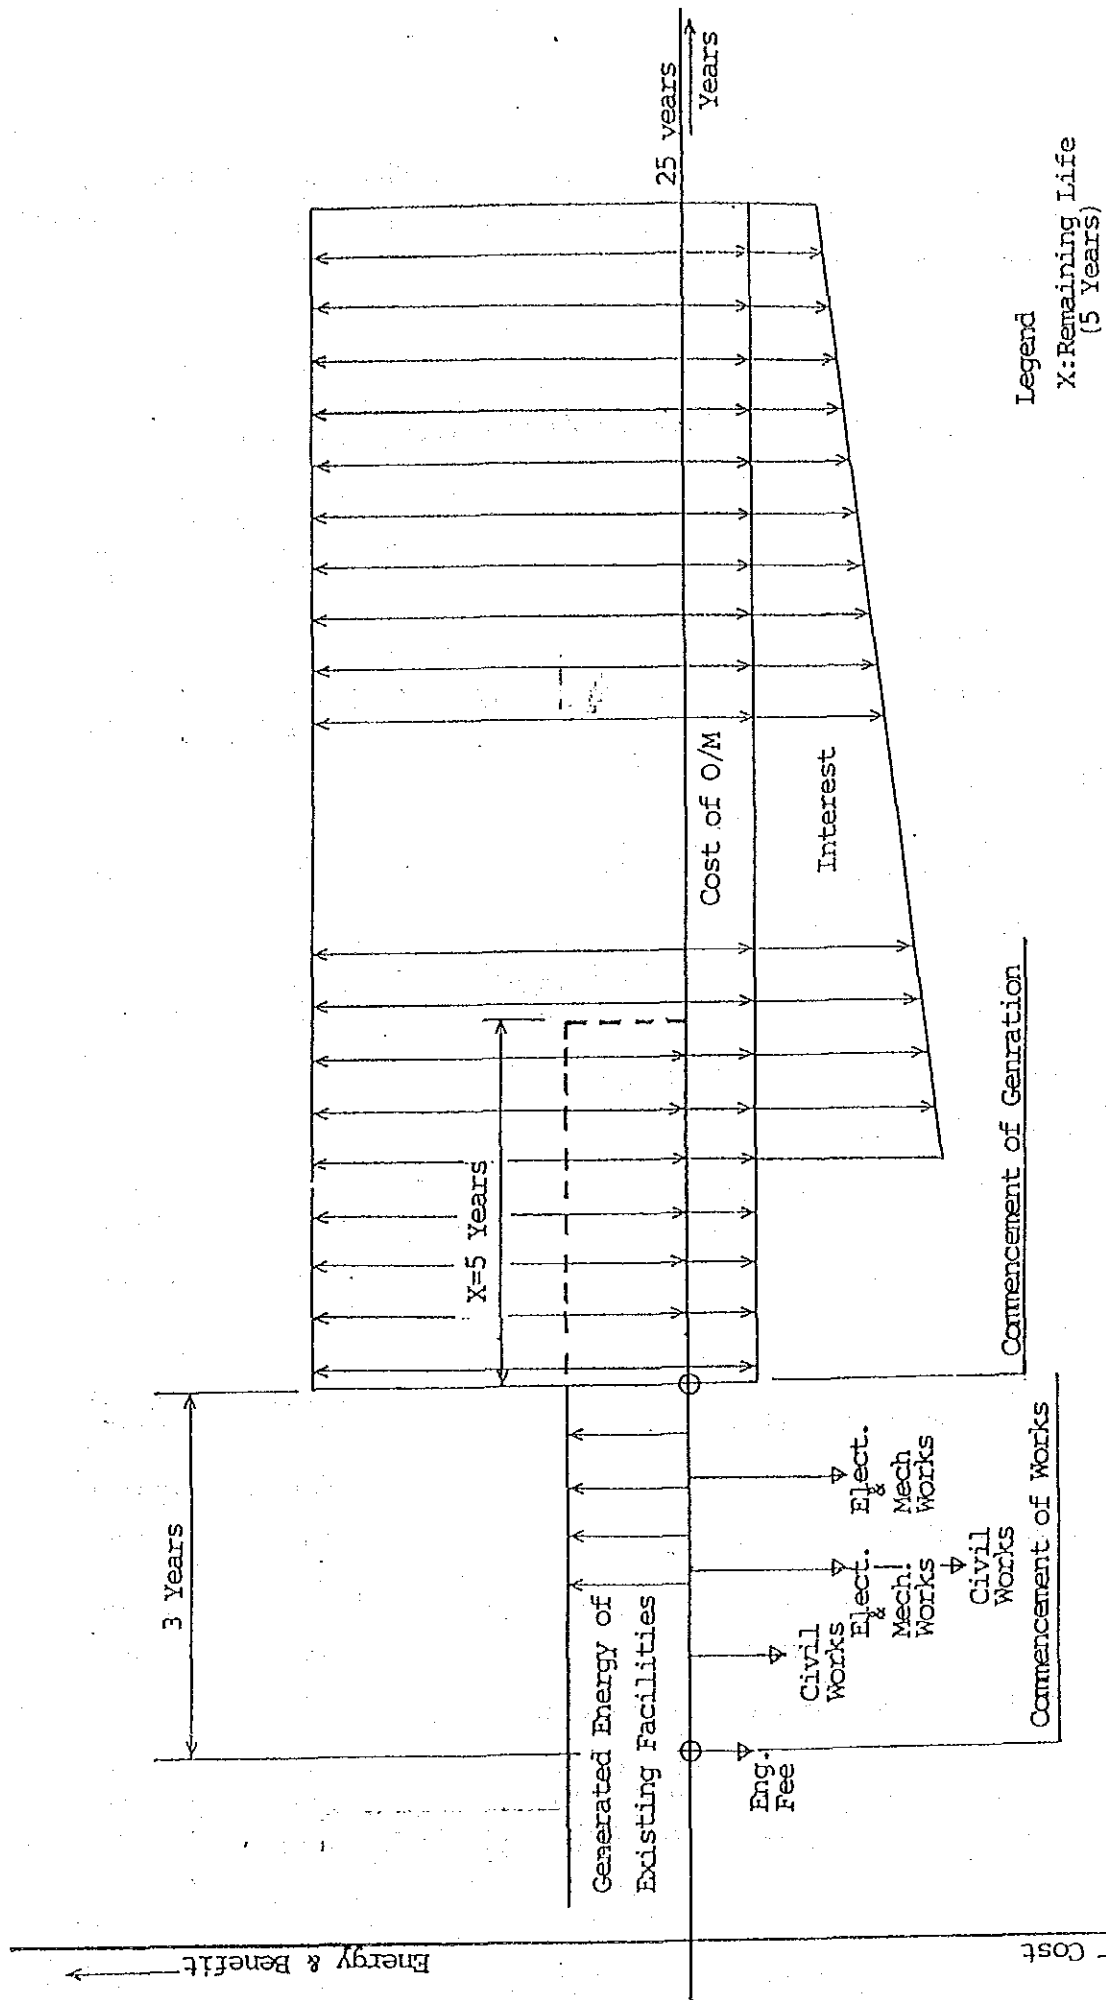 Energy & Benefit
Cost
3 Years
Generated Energy of
Existing Facilities
X=5 Years
25 years
Years
Cost of O/M
Interest
Eng.
Fee
Civil
Works
Elect.
&
Mech.
Works
Civil
Works
Elect.
&
Mech
Works
Commencement of Works
Commencement of Genration
Legend
X:Remaining Life
(5 Years)